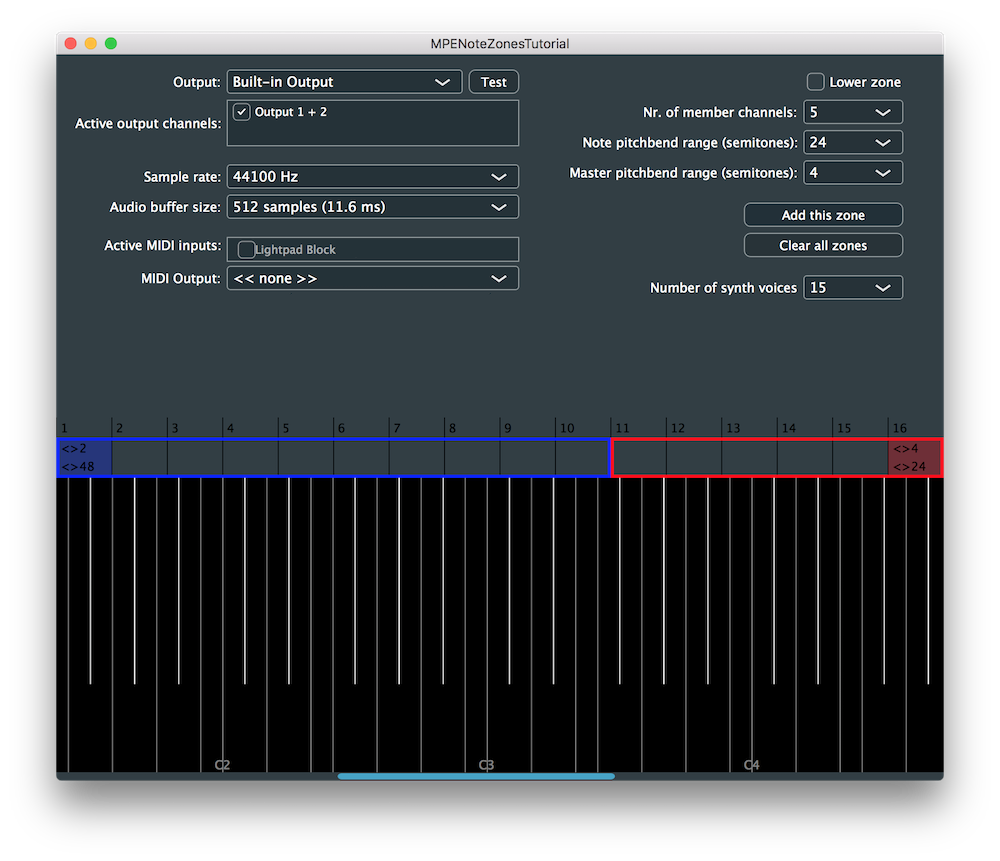 MPENoteZonesTutorial
Output: Built-in Output Test
Active output channels: Output 1 + 2
Sample rate: 44100 Hz
Audio buffer size: 512 samples (11.6 ms)
Active MIDI inputs: Lightpad Block
MIDI Output: << none >>
Lower zone
Nr. of member channels: 5
Note pitchbend range (semitones): 24
Master pitchbend range (semitones): 4
Add this zone
Clear all zones
Number of synth voices 15
1 2 3 4 5 6 7 8 9 10 11 12 13 14 15 16
<>2 <>4
<>48 <>24
C2 C3 C4